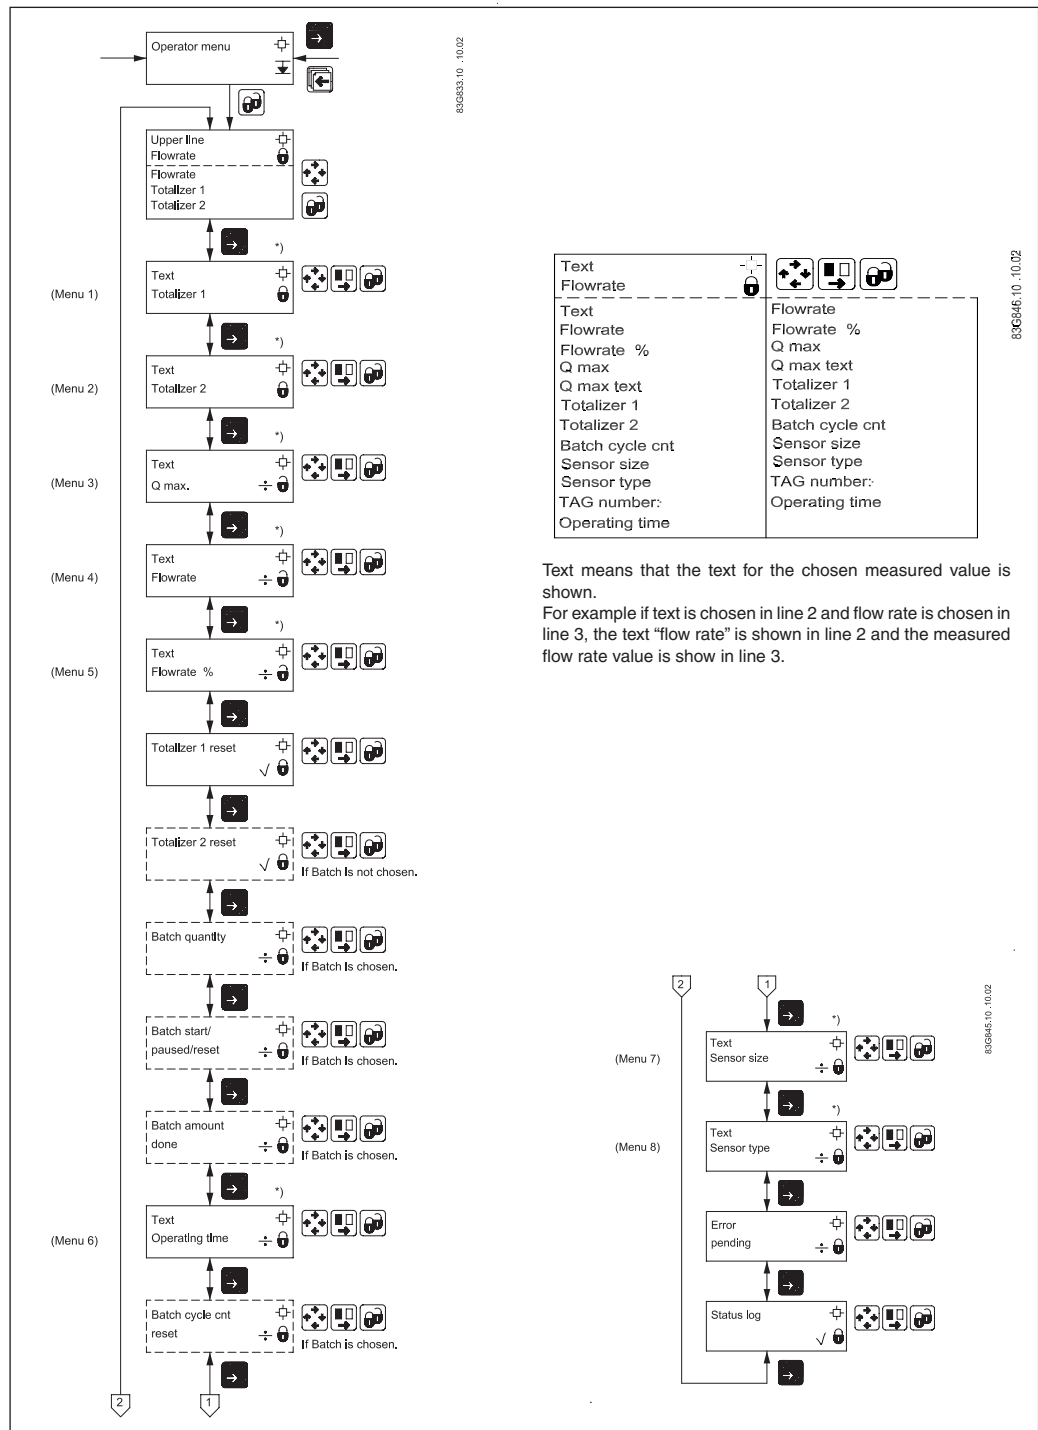 Operator menu
83G833.10 .10.02
Upper line
Flowrate
Flowrate
Totalizer 1
Totalizer 2
*)
(Menu 1)
Text
Totalizer 1
*)
(Menu 2)
Text
Totalizer 2
*)
(Menu 3)
Text
Q max.
*)
(Menu 4)
Text
Flowrate
*)
(Menu 5)
Text
Flowrate %
Totalizer 1 reset
Totalizer 2 reset
If Batch is not chosen.
Batch quantity
If Batch is chosen.
Batch start/
paused/reset
If Batch is chosen.
Batch amount
done
If Batch is chosen.
*)
(Menu 6)
Text
Operating time
Batch cycle cnt
reset
If Batch is chosen.
2
1
Text
Flowrate
Text
Flowrate
Flowrate %
Q max
Q max text
Totalizer 1
Totalizer 2
Batch cycle cnt
Sensor size
Sensor type
TAG number:
Operating time
Flowrate
Flowrate %
Q max
Q max text
Totalizer 1
Totalizer 2
Batch cycle cnt
Sensor size
Sensor type
TAG number:
Operating time
83G846.10 .10.02
Text means that the text for the chosen measured value is
shown.
For example if text is chosen in line 2 and flow rate is chosen in
line 3, the text “flow rate” is shown in line 2 and the measured
flow rate value is show in line 3.
2
1
83G845.10 .10.02
*)
(Menu 7)
Text
Sensor size
*)
(Menu 8)
Text
Sensor type
Error
pending
Status log